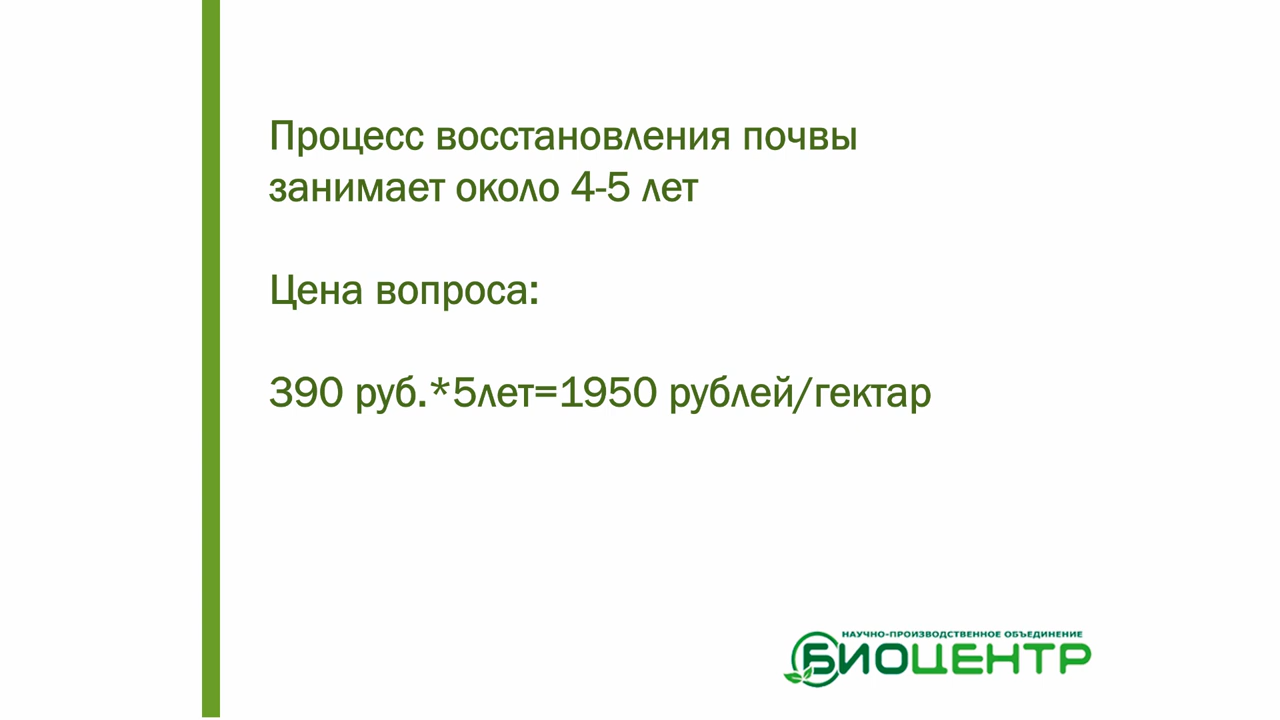 Процесс восстановления почвы
занимает около 4-5 лет
Цена вопроса:
390 руб.*5лет=1950 рублей/гектар
НАУЧНО-ПРОИЗВОДСТВЕННОЕ ОБЪЕДИНЕНИЕ
БИОЦЕНТР